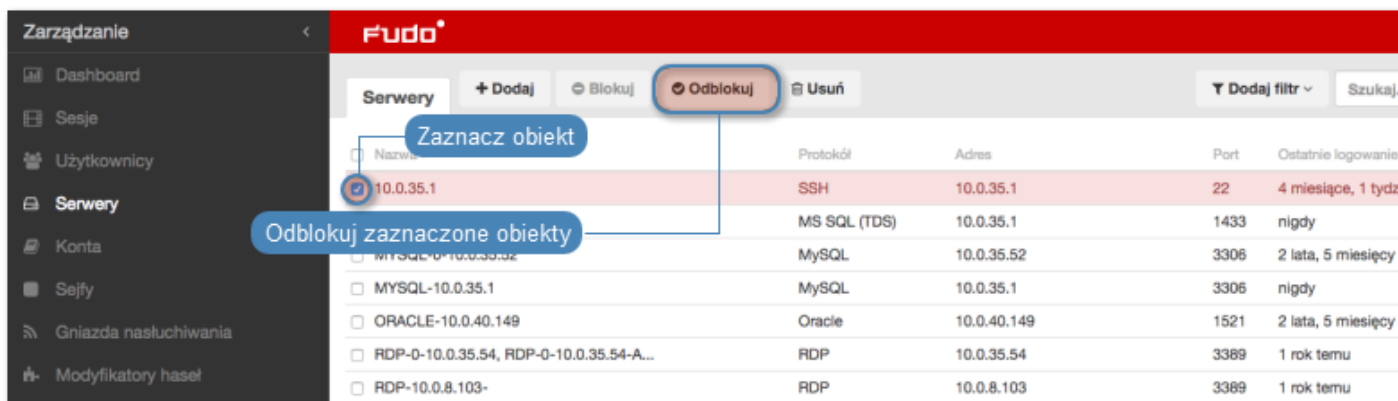 Zarządzanie
Fudo
Dashboard
Serwery + Dodaj Blokuj Odblokuj Usuń Dodaj filtr Szukaj.
Sesje
Zaznacz obiekt
Użytkownicy
Nazwa Protokół Adres Port Ostatnie logowanie
10.0.35.1 SSH 10.0.35.1 22 4 miesiące, 1 tydz
Serwery
Odblokuj zaznaczone obiekty
MS SQL (TDS) 10.0.35.1 1433 nigdy
Konta
MYSQL-0-10.0.35.52 MySQL 10.0.35.52 3306 2 lata, 5 miesięcy
Sejfy
MYSQL-10.0.35.1 MySQL 10.0.35.1 3306 nigdy
Gniazda nasłuchiwania
ORACLE-10.0.40.149 Oracle 10.0.40.149 1521 2 lata, 5 miesięcy
RDP-0-10.0.35.54, RDP-0-10.0.35.54-A... RDP 10.0.35.54 3389 1 rok temu
Modyfikatory haseł
RDP-10.0.8.103- RDP 10.0.8.103 3389 1 rok temu